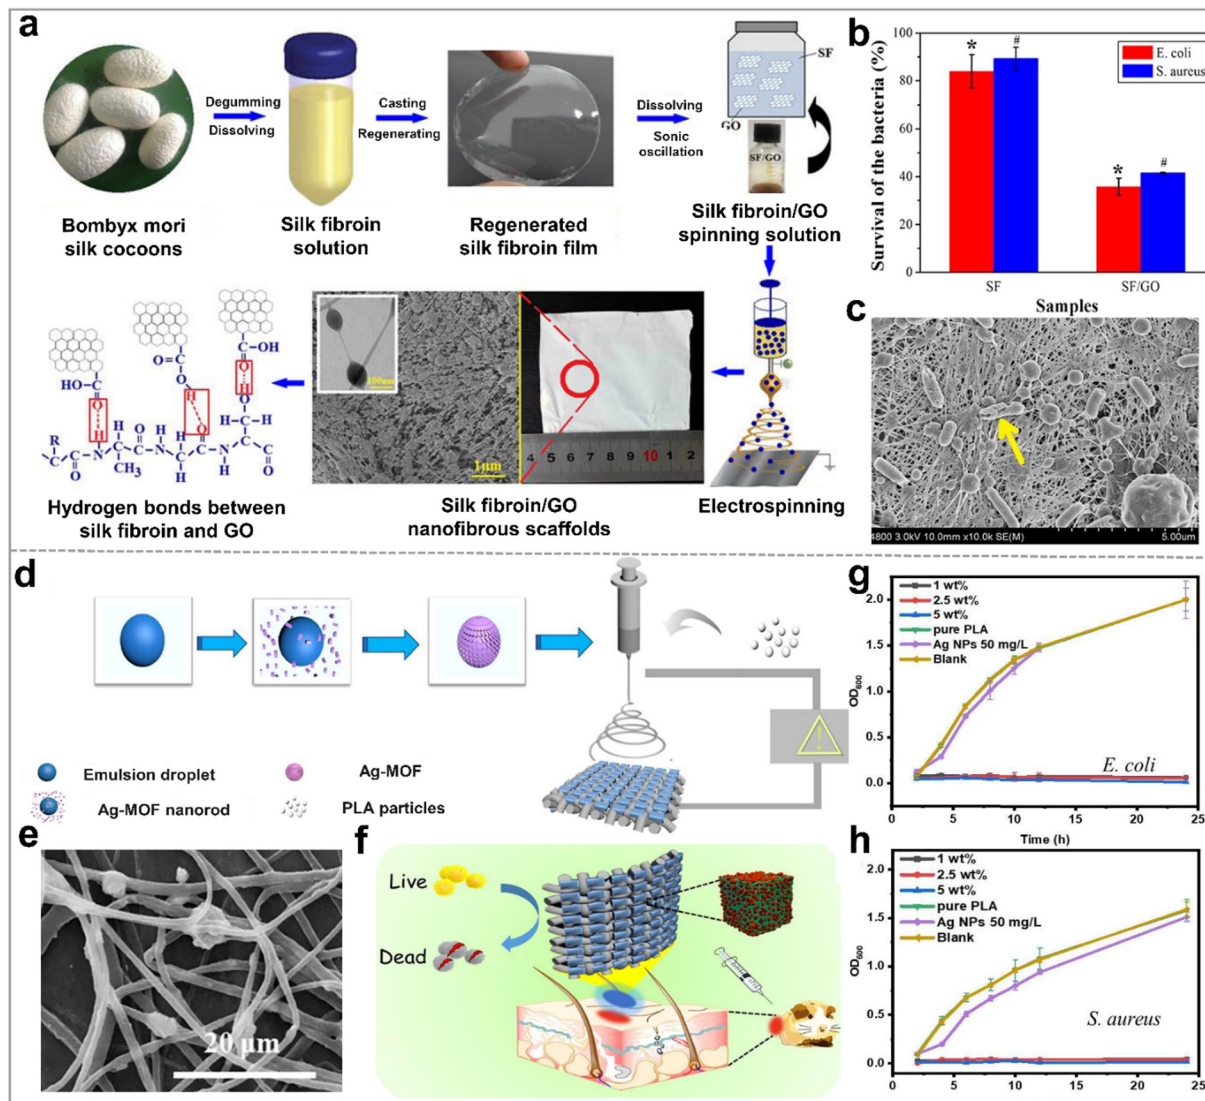 a
Bombyx mori
silk cocoons
Degumming
Dissolving
Silk fibroin
solution
Casting
Regenerating
Regenerated
silk fibroin film
Dissolving
Sonic
oscillation
SF
GO
SF/GO
Silk fibroin/GO
spinning solution
Electrospinning
100nm
1μm
4 5 6 7 8 9 10 1 2
Silk fibroin/GO
nanofibrous scaffolds
HO
C
O
H
C
O
O
H
C
OH
O
H
O
R
C
O
N
CH₃
H
O
C
N
H
H
O
C
N
H
H
H
C
O
Hydrogen bonds between
silk fibroin and GO
b
Survival of the bacteria (%)
100
80
60
40
20
0
* #
* #
E. coli
S. aureus
SF
SF/GO
Samples
c
4800 3.0kV 10.0mm x10.0k SE(M)
5.00um
d
Emulsion droplet
Ag-MOF
Ag-MOF nanorod
PLA particles
e
20 μm
f
Live
Dead
g
1 wt%
2.5 wt%
5 wt%
pure PLA
Ag NPs 50 mg/L
Blank
OD₆₀₀
2.0
1.5
1.0
0.5
0.0
E. coli
0 5 10 15 20 25
Time (h)
h
1 wt%
2.5 wt%
5 wt%
pure PLA
Ag NPs 50 mg/L
Blank
OD₆₀₀
2.0
1.5
1.0
0.5
0.0
S. aureus
0 5 10 15 20 25